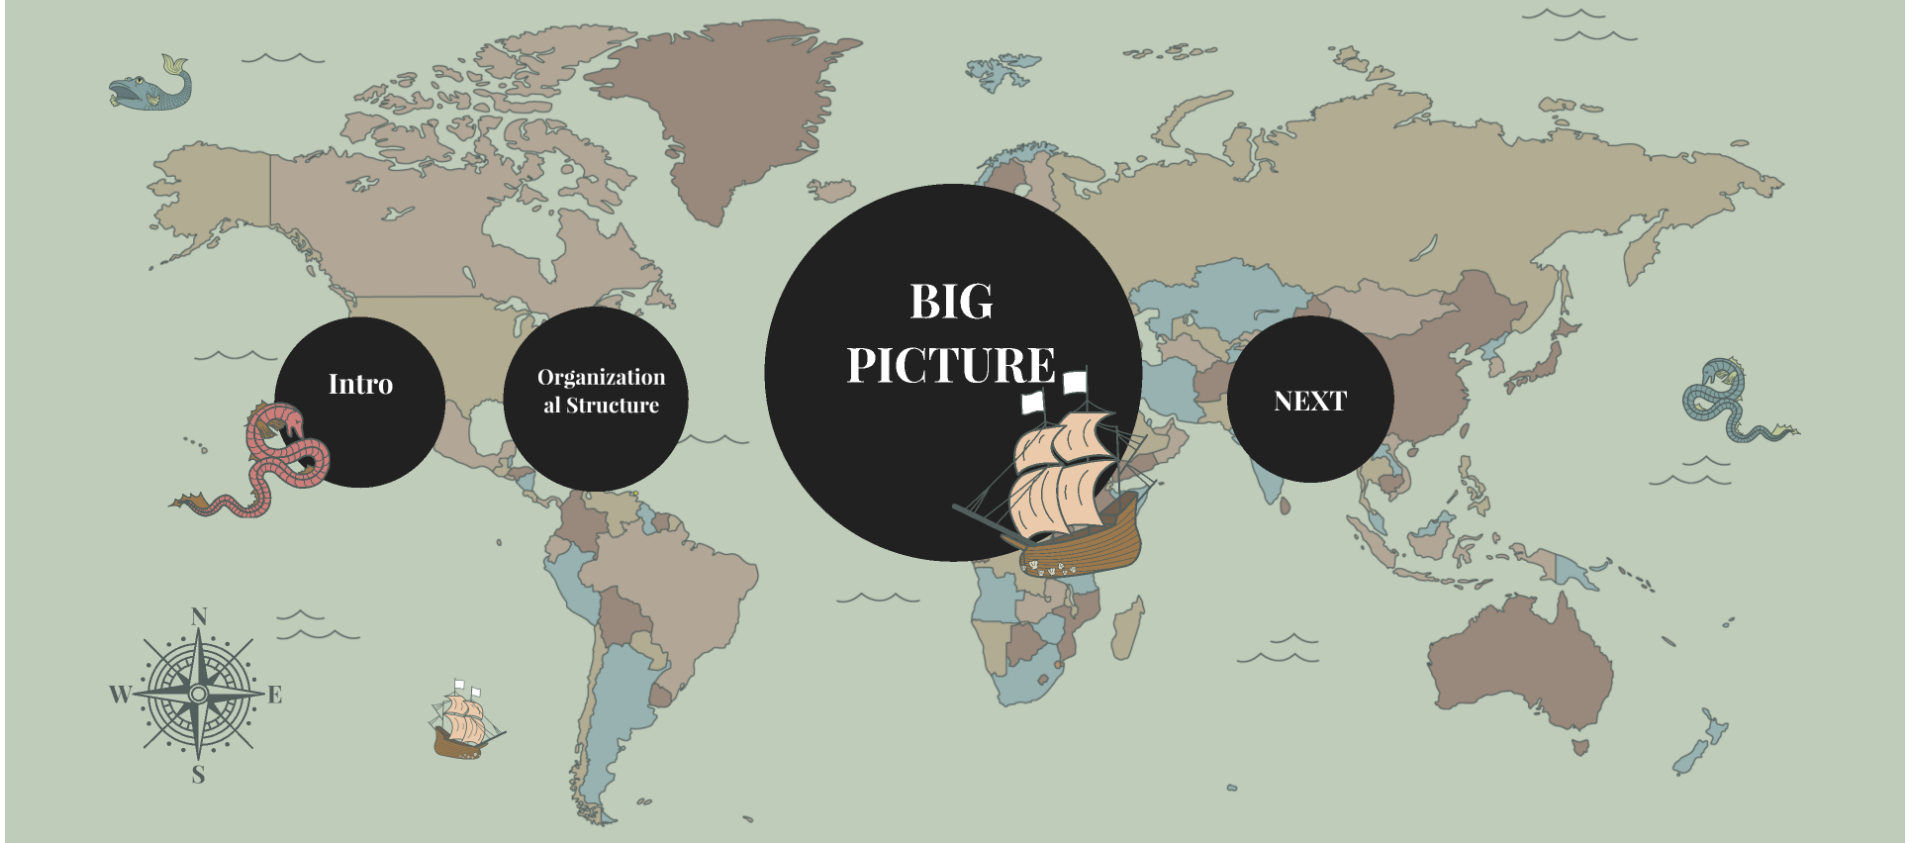 Intro
Organization
al Structure
BIG
PICTURE
NEXT
N
W
E
S